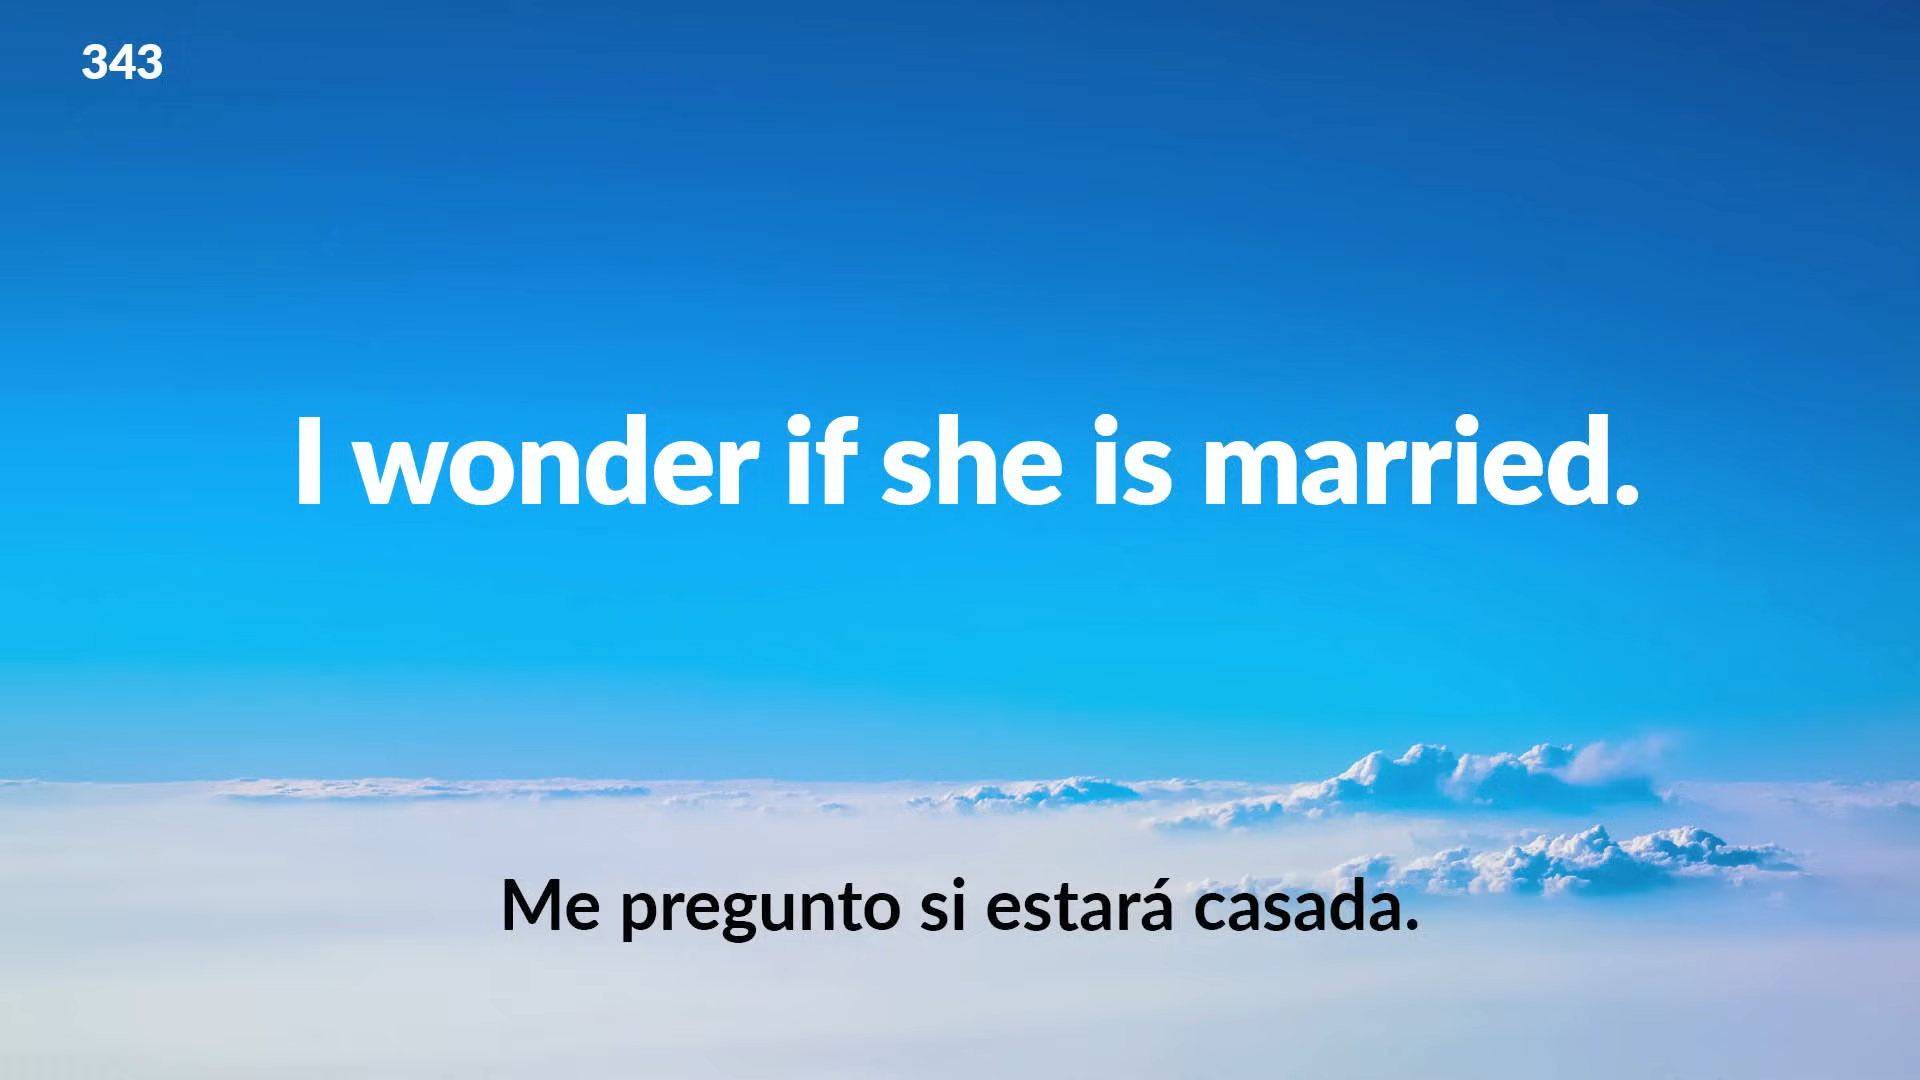 343
I wonder if she is married.
Me pregunto si estará casada.